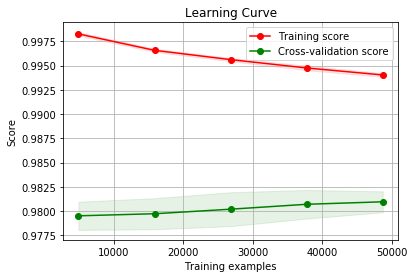 Learning Curve
Training score
Cross-validation score
0.9975
0.9950
0.9925
0.9900
0.9875
0.9850
0.9825
0.9800
0.9775
Score
10000 20000 30000 40000 50000
Training examples